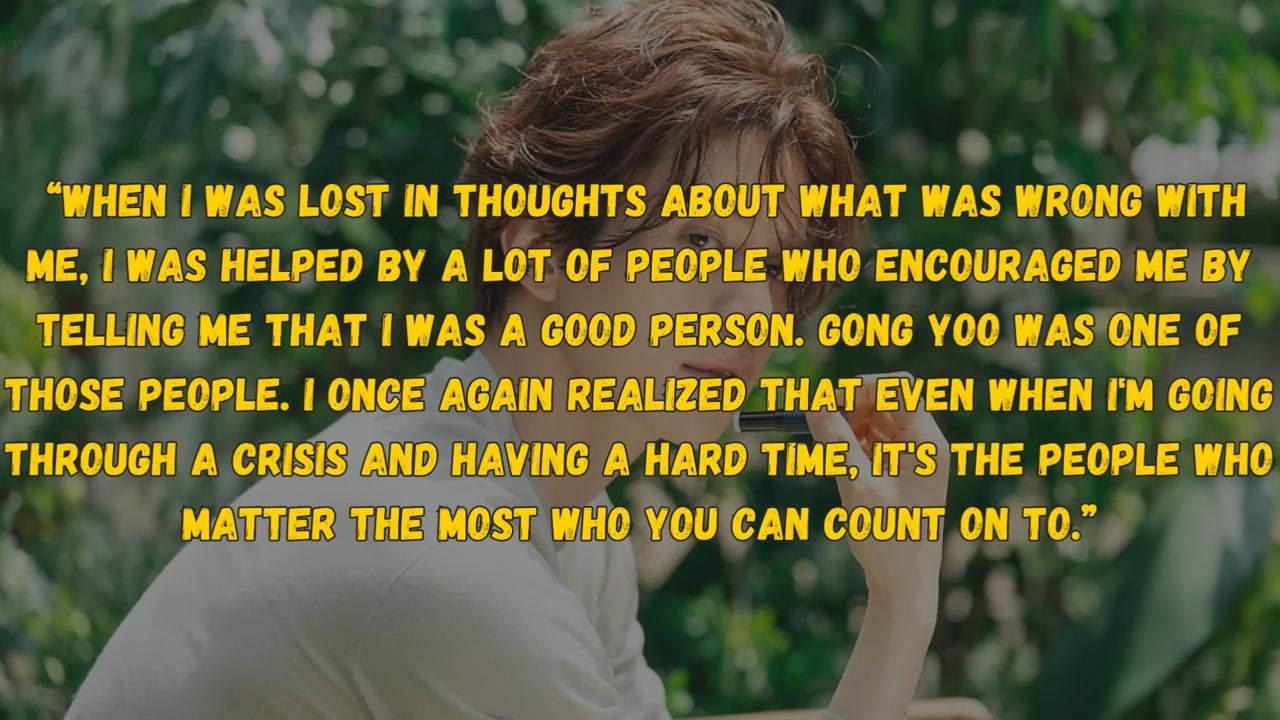 “WHEN I WAS LOST IN THOUGHTS ABOUT WHAT WAS WRONG WITH
ME, I WAS HELPED BY A LOT OF PEOPLE WHO ENCOURAGED ME BY
TELLING ME THAT I WAS A GOOD PERSON. GONG YOO WAS ONE OF
THOSE PEOPLE. I ONCE AGAIN REALIZED THAT EVEN WHEN I'M GOING
THROUGH A CRISIS AND HAVING A HARD TIME, IT'S THE PEOPLE WHO
MATTER THE MOST WHO YOU CAN COUNT ON TO.”